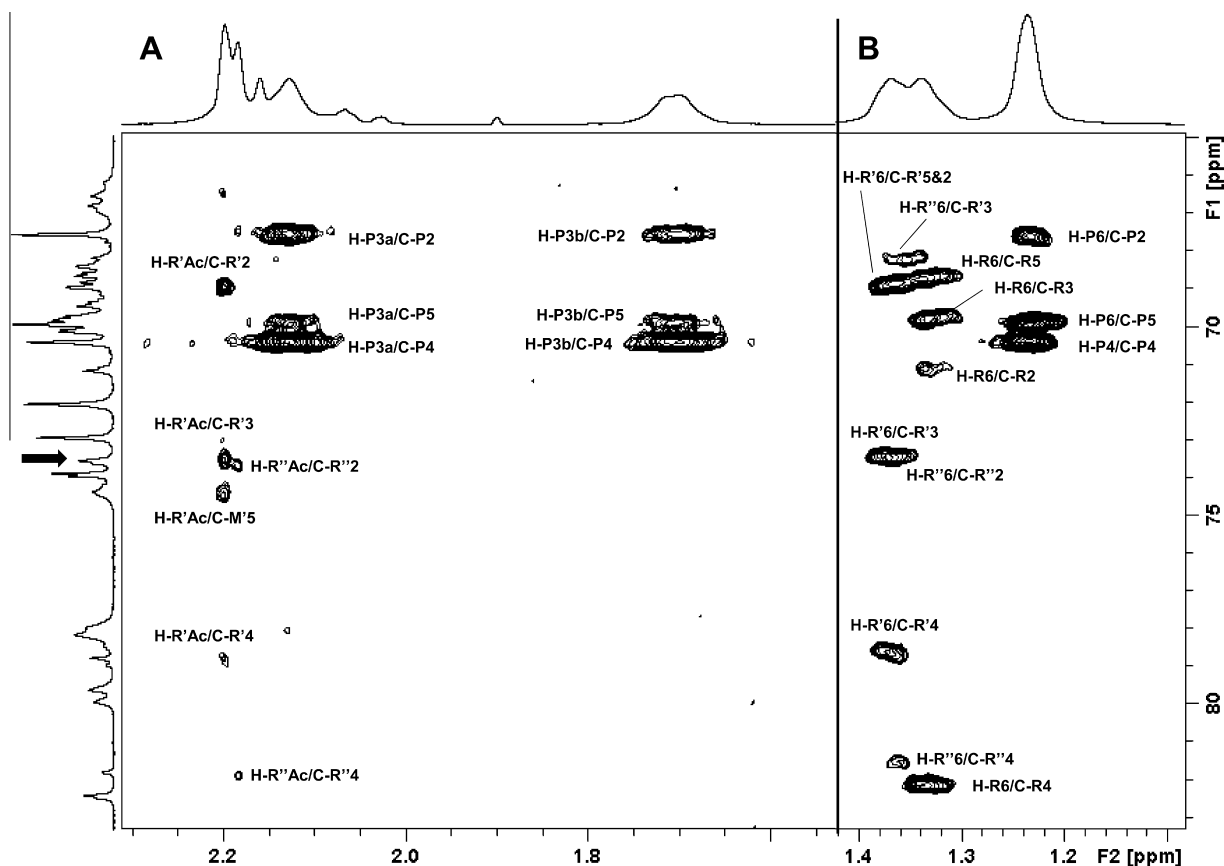 A
B
F1 [ppm]
H-R'6/C-R'5&2
H-R''6/C-R'3
H-P3a/C-P2
H-P3b/C-P2
H-P6/C-P2
H-R'Ac/C-R'2
H-R6/C-R5
H-R6/C-R3
H-P3a/C-P5
H-P3b/C-P5
H-P6/C-P5
70
H-P3a/C-P4
H-P3b/C-P4
H-P4/C-P4
H-R6/C-R2
H-R'Ac/C-R'3
H-R'6/C-R'3
H-R''Ac/C-R''2
H-R''6/C-R''2
H-R'Ac/C-M'5
75
H-R'Ac/C-R'4
H-R'6/C-R'4
80
H-R''Ac/C-R''4
H-R''6/C-R''4
H-R6/C-R4
2.2
2.0
1.8
1.4
1.3
1.2
F2 [ppm]